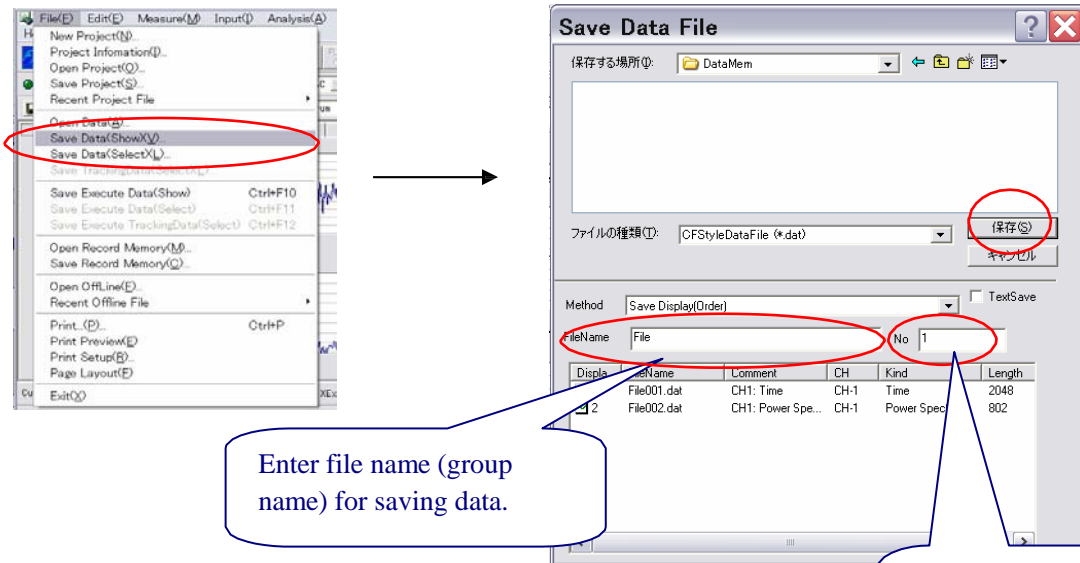 File(F) Edit(E) Measure(M) Input(I) Analysis(A)
New Project(N)...
Project Infomation(I)...
Open Project(O)...
Save Project(S)...
Recent Project File
Open Data(A)...
Save Data(ShowXV)...
Save Data(SelectXL)...
Save TrackingData(SelectXL)...
Save Execute Data(Show) Ctrl+F10
Save Execute Data(Select) Ctrl+F11
Save Execute TrackingData(Select) Ctrl+F12
Open Record Memory(M)...
Save Record Memory(C)...
Open OffLine(E)...
Recent Offline File
Print...(P)... Ctrl+P
Print Preview(E)
Print Setup(R)...
Page Layout(F)
Exit(X)
Save Data File
保存する場所(I):
DataMem
ファイルの種類(T):
CFStyleDataFile (*.dat)
保存(S)
キャンセル
Method
Save Display(Order)
TextSave
FileName
File
No
1
Displa
FileName Comment CH Kind Length
File001.dat CH1: Time CH-1 Time 2048
2 File002.dat CH1: Power Spe... CH-1 Power Spec 802
Enter file name (group
name) for saving data.